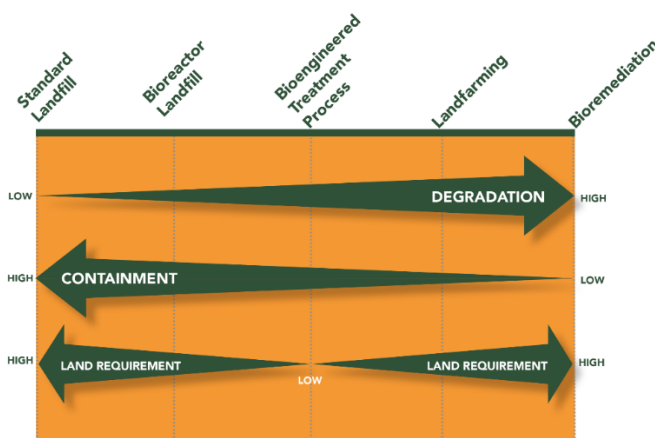 Standard
Landfill
Bioreactor
Landfill
Bioengineered
Treatment
Process
Landfarming
Bioremediation
LOW
DEGRADATION
HIGH
HIGH
CONTAINMENT
LOW
HIGH
LAND REQUIREMENT
LOW
LAND REQUIREMENT
HIGH